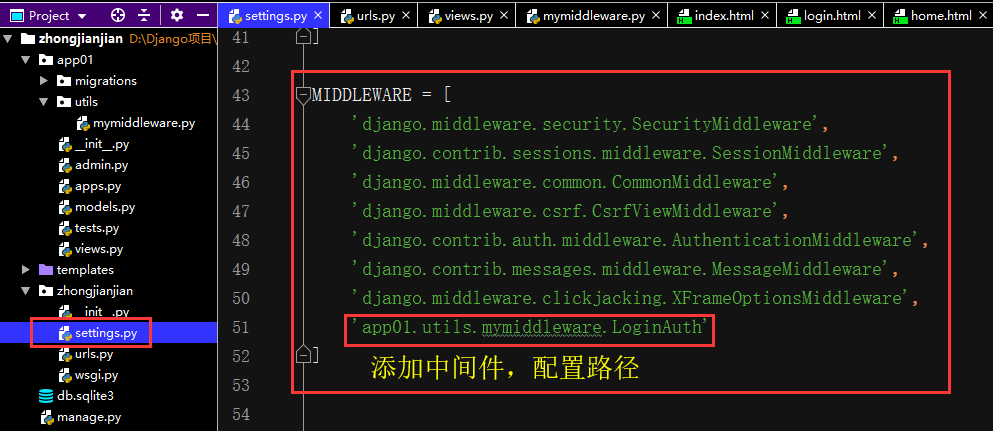 Project
settings.py
urls.py
views.py
mymiddleware.py
index.html
login.html
home.html
zhongjianjian D:\Django项目\
app01
migrations
utils
mymiddleware.py
__init__.py
admin.py
apps.py
models.py
tests.py
views.py
templates
zhongjianjian
__init__.py
settings.py
urls.py
wsgi.py
db.sqlite3
manage.py
41 ]
42
43 MIDDLEWARE = [
44 'django.middleware.security.SecurityMiddleware',
45 'django.contrib.sessions.middleware.SessionMiddleware',
46 'django.middleware.common.CommonMiddleware',
47 'django.middleware.csrf.CsrfViewMiddleware',
48 'django.contrib.auth.middleware.AuthenticationMiddleware',
49 'django.contrib.messages.middleware.MessageMiddleware',
50 'django.middleware.clickjacking.XFrameOptionsMiddleware',
51 'app01.utils.mymiddleware.LoginAuth'
52 ]
添加中间件，配置路径
53
54